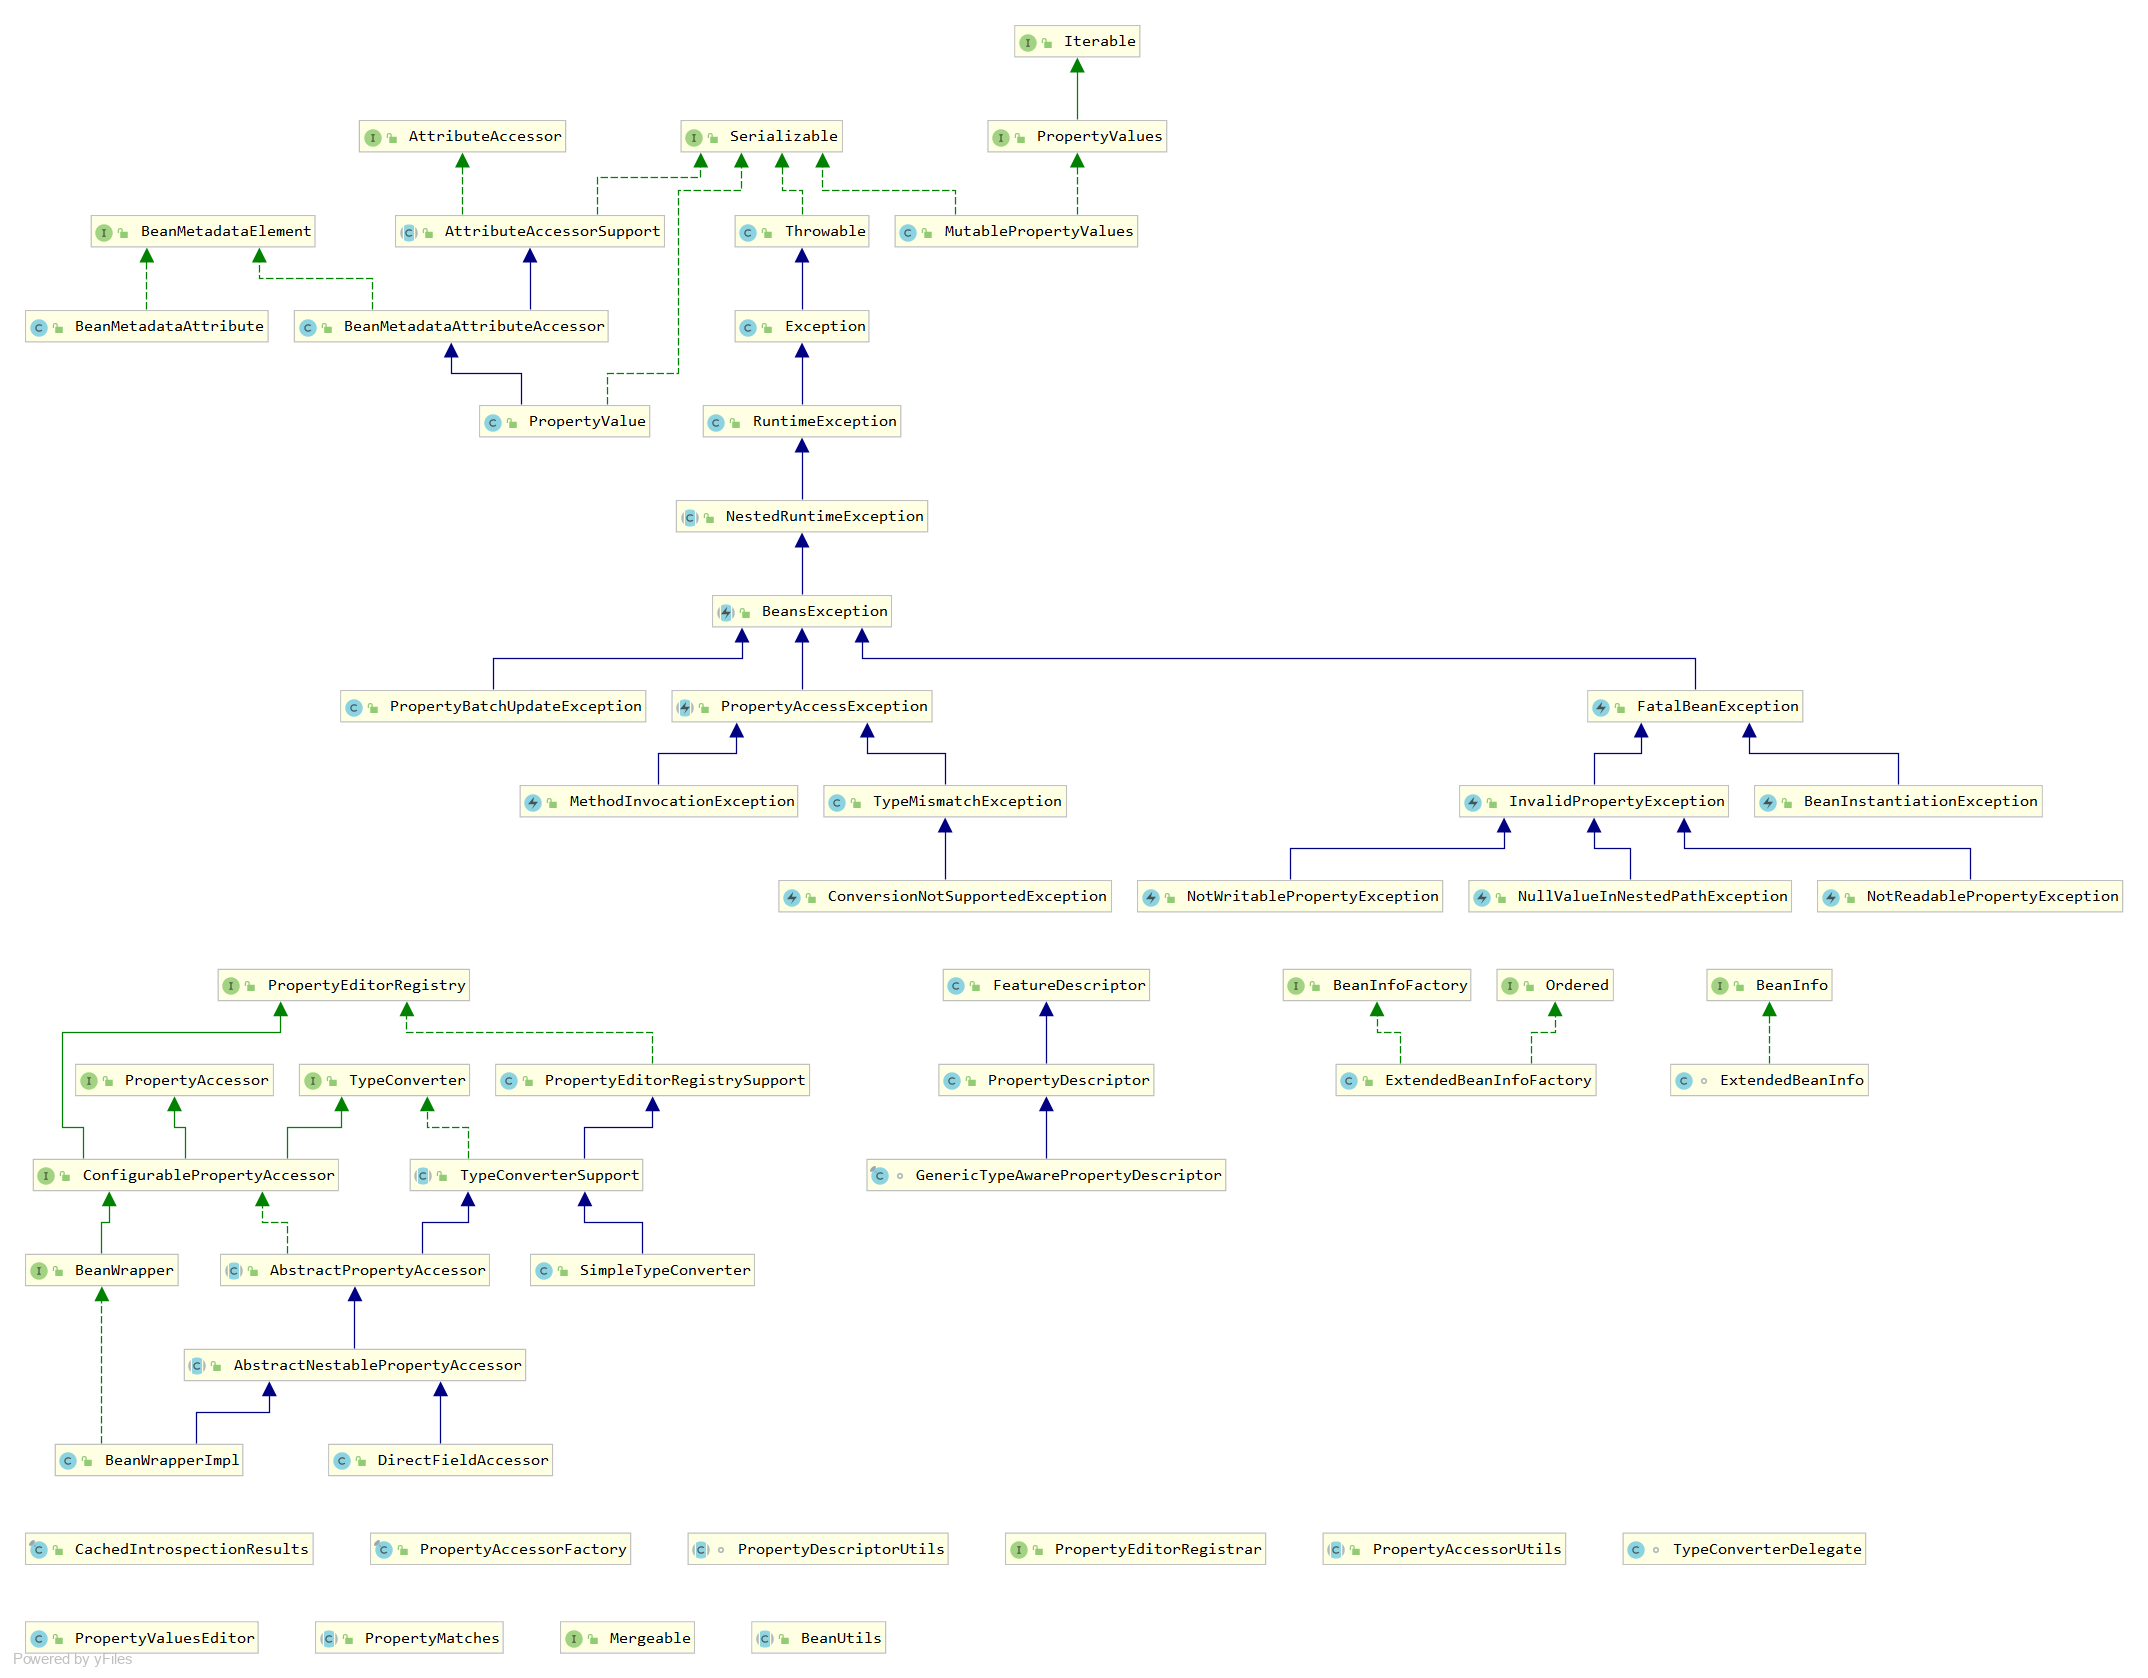 Iterable
AttributeAccessor
Serializable
PropertyValues
BeanMetadataElement
AttributeAccessorSupport
Throwable
MutablePropertyValues
BeanMetadataAttribute
BeanMetadataAttributeAccessor
Exception
PropertyValue
RuntimeException
NestedRuntimeException
BeansException
PropertyBatchUpdateException
PropertyAccessException
FatalBeanException
MethodInvocationException
TypeMismatchException
InvalidPropertyException
BeanInstantiationException
ConversionNotSupportedException
NotWritablePropertyException
NullValueInNestedPathException
NotReadablePropertyException
PropertyEditorRegistry
FeatureDescriptor
BeanInfoFactory
Ordered
BeanInfo
PropertyAccessor
TypeConverter
PropertyEditorRegistrySupport
PropertyDescriptor
ExtendedBeanInfoFactory
ExtendedBeanInfo
ConfigurablePropertyAccessor
TypeConverterSupport
GenericTypeAwarePropertyDescriptor
BeanWrapper
AbstractPropertyAccessor
SimpleTypeConverter
AbstractNestablePropertyAccessor
BeanWrapperImpl
DirectFieldAccessor
CachedIntrospectionResults
PropertyAccessorFactory
PropertyDescriptorUtils
PropertyEditorRegistrar
PropertyAccessorUtils
TypeConverterDelegate
PropertyValuesEditor
PropertyMatches
Mergeable
BeanUtils
Powered by yFiles